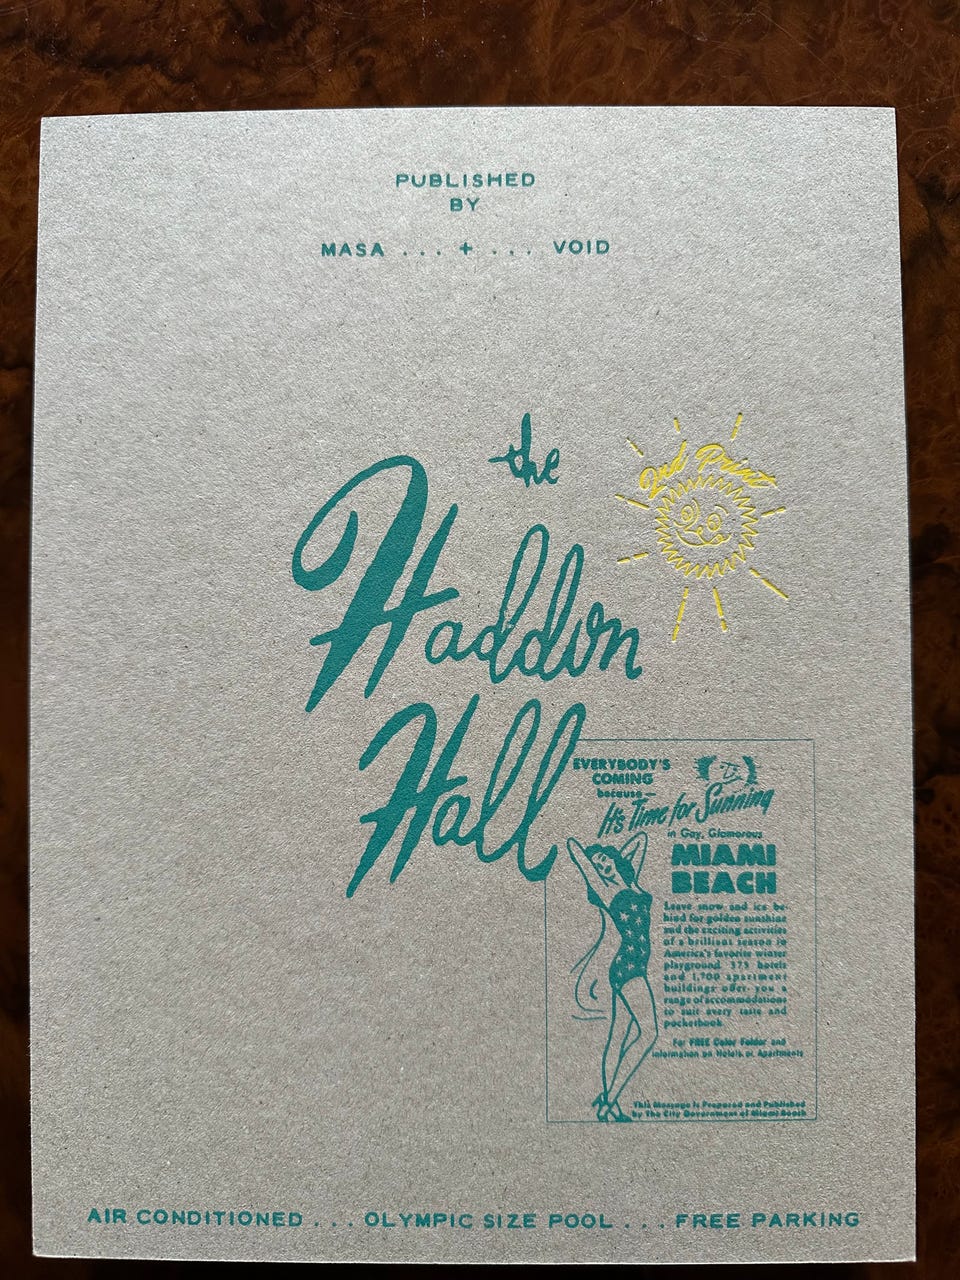 PUBLISHED
BY
MASA ... + ... VOID
the
Haddon
Hall
2nd Print
EVERYBODY'S
COMING
because—
It's Time for Sunning
in Gay, Glamorous
MIAMI
BEACH
Leave snow and ice be-
hind for golden sunshine
and the exciting activities
of a brilliant season in
America's favorite winter
playground. 375 hotels
and 1,700 apartment
buildings offer you a
range of accommodations
to suit every taste and
pocketbook.
For FREE Color Folder and
information on Hotels or Apartments
This Message is Prepared and Published
by The City Government of Miami Beach
AIR CONDITIONED ... OLYMPIC SIZE POOL ... FREE PARKING